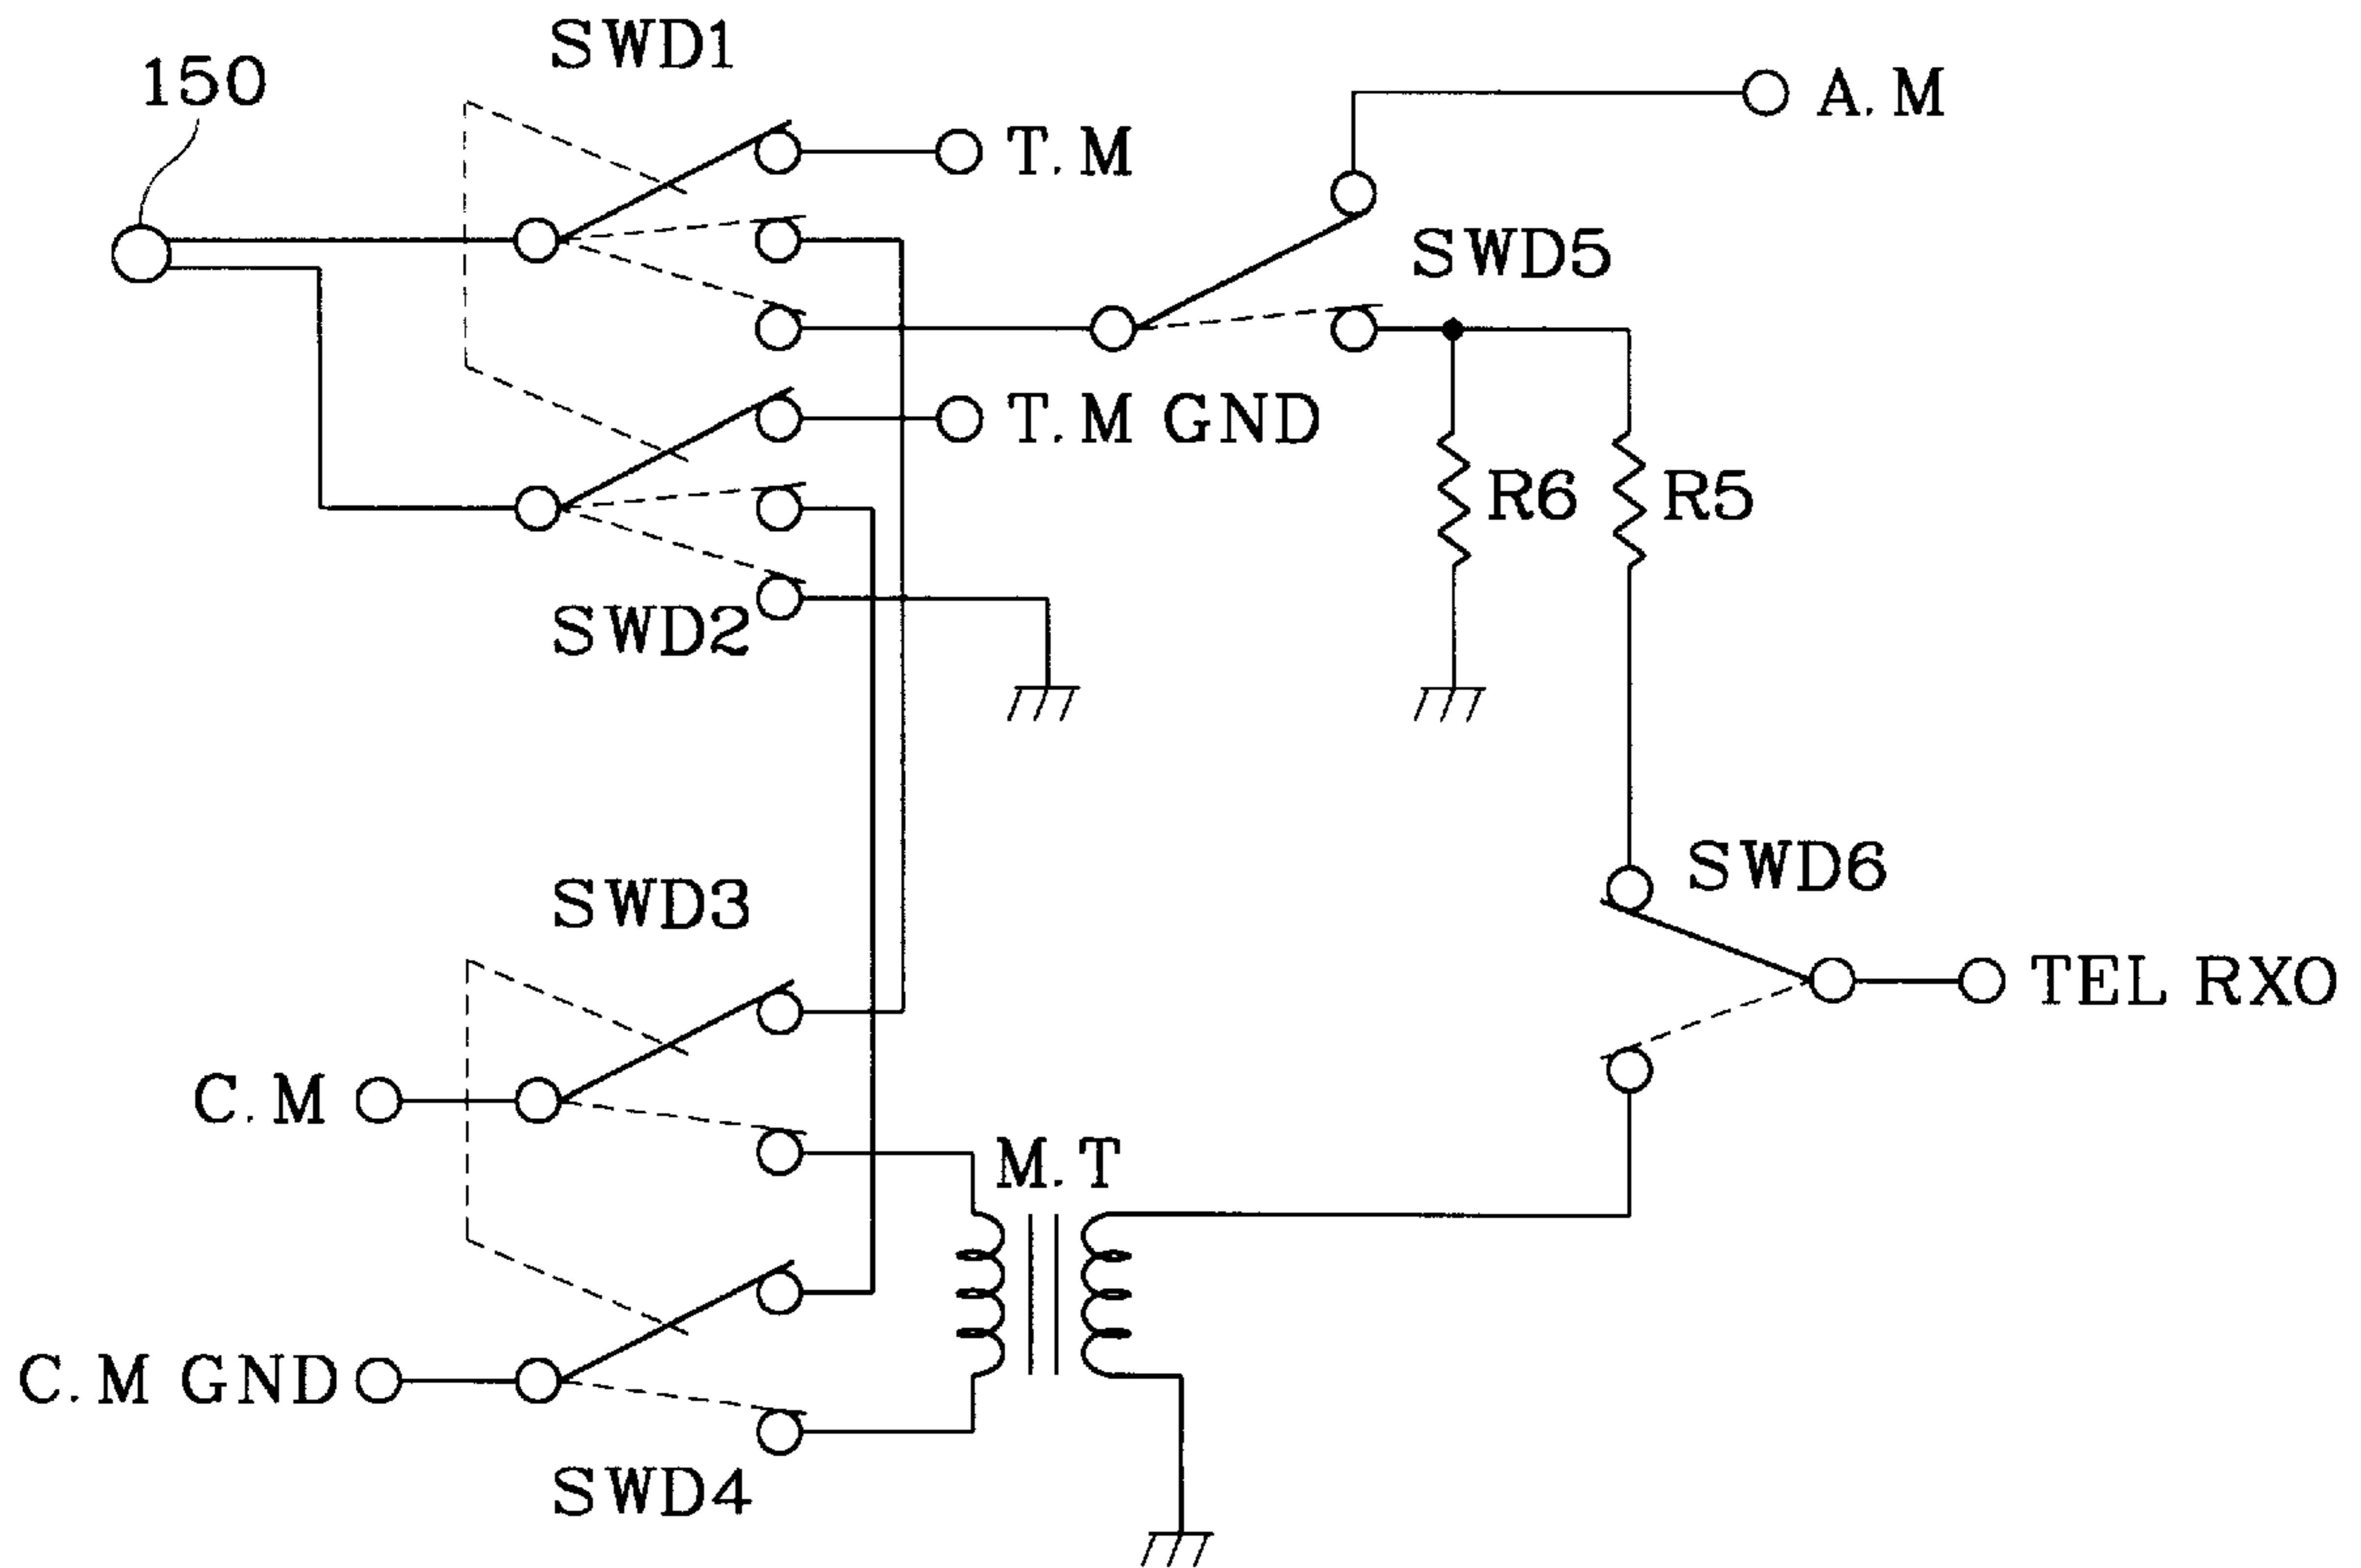 SWD1
150
A.M
T.M
SWD5
T.M GND
R6
R5
SWD2
SWD6
SWD3
TEL RXO
C.M
M.T
C.M GND
SWD4